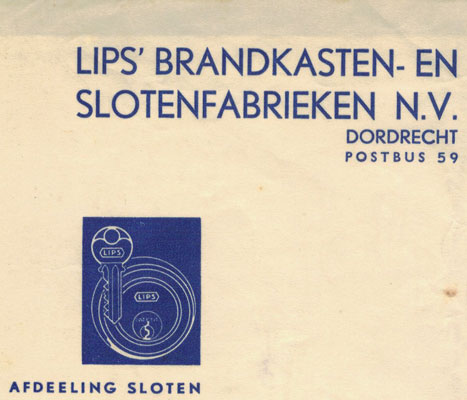 LIPS' BRANDKASTEN- EN
SLOTENFABRIEKEN N.V.
DORDRECHT
POSTBUS 59
LIPS
LIPS
AFDEELING SLOTEN